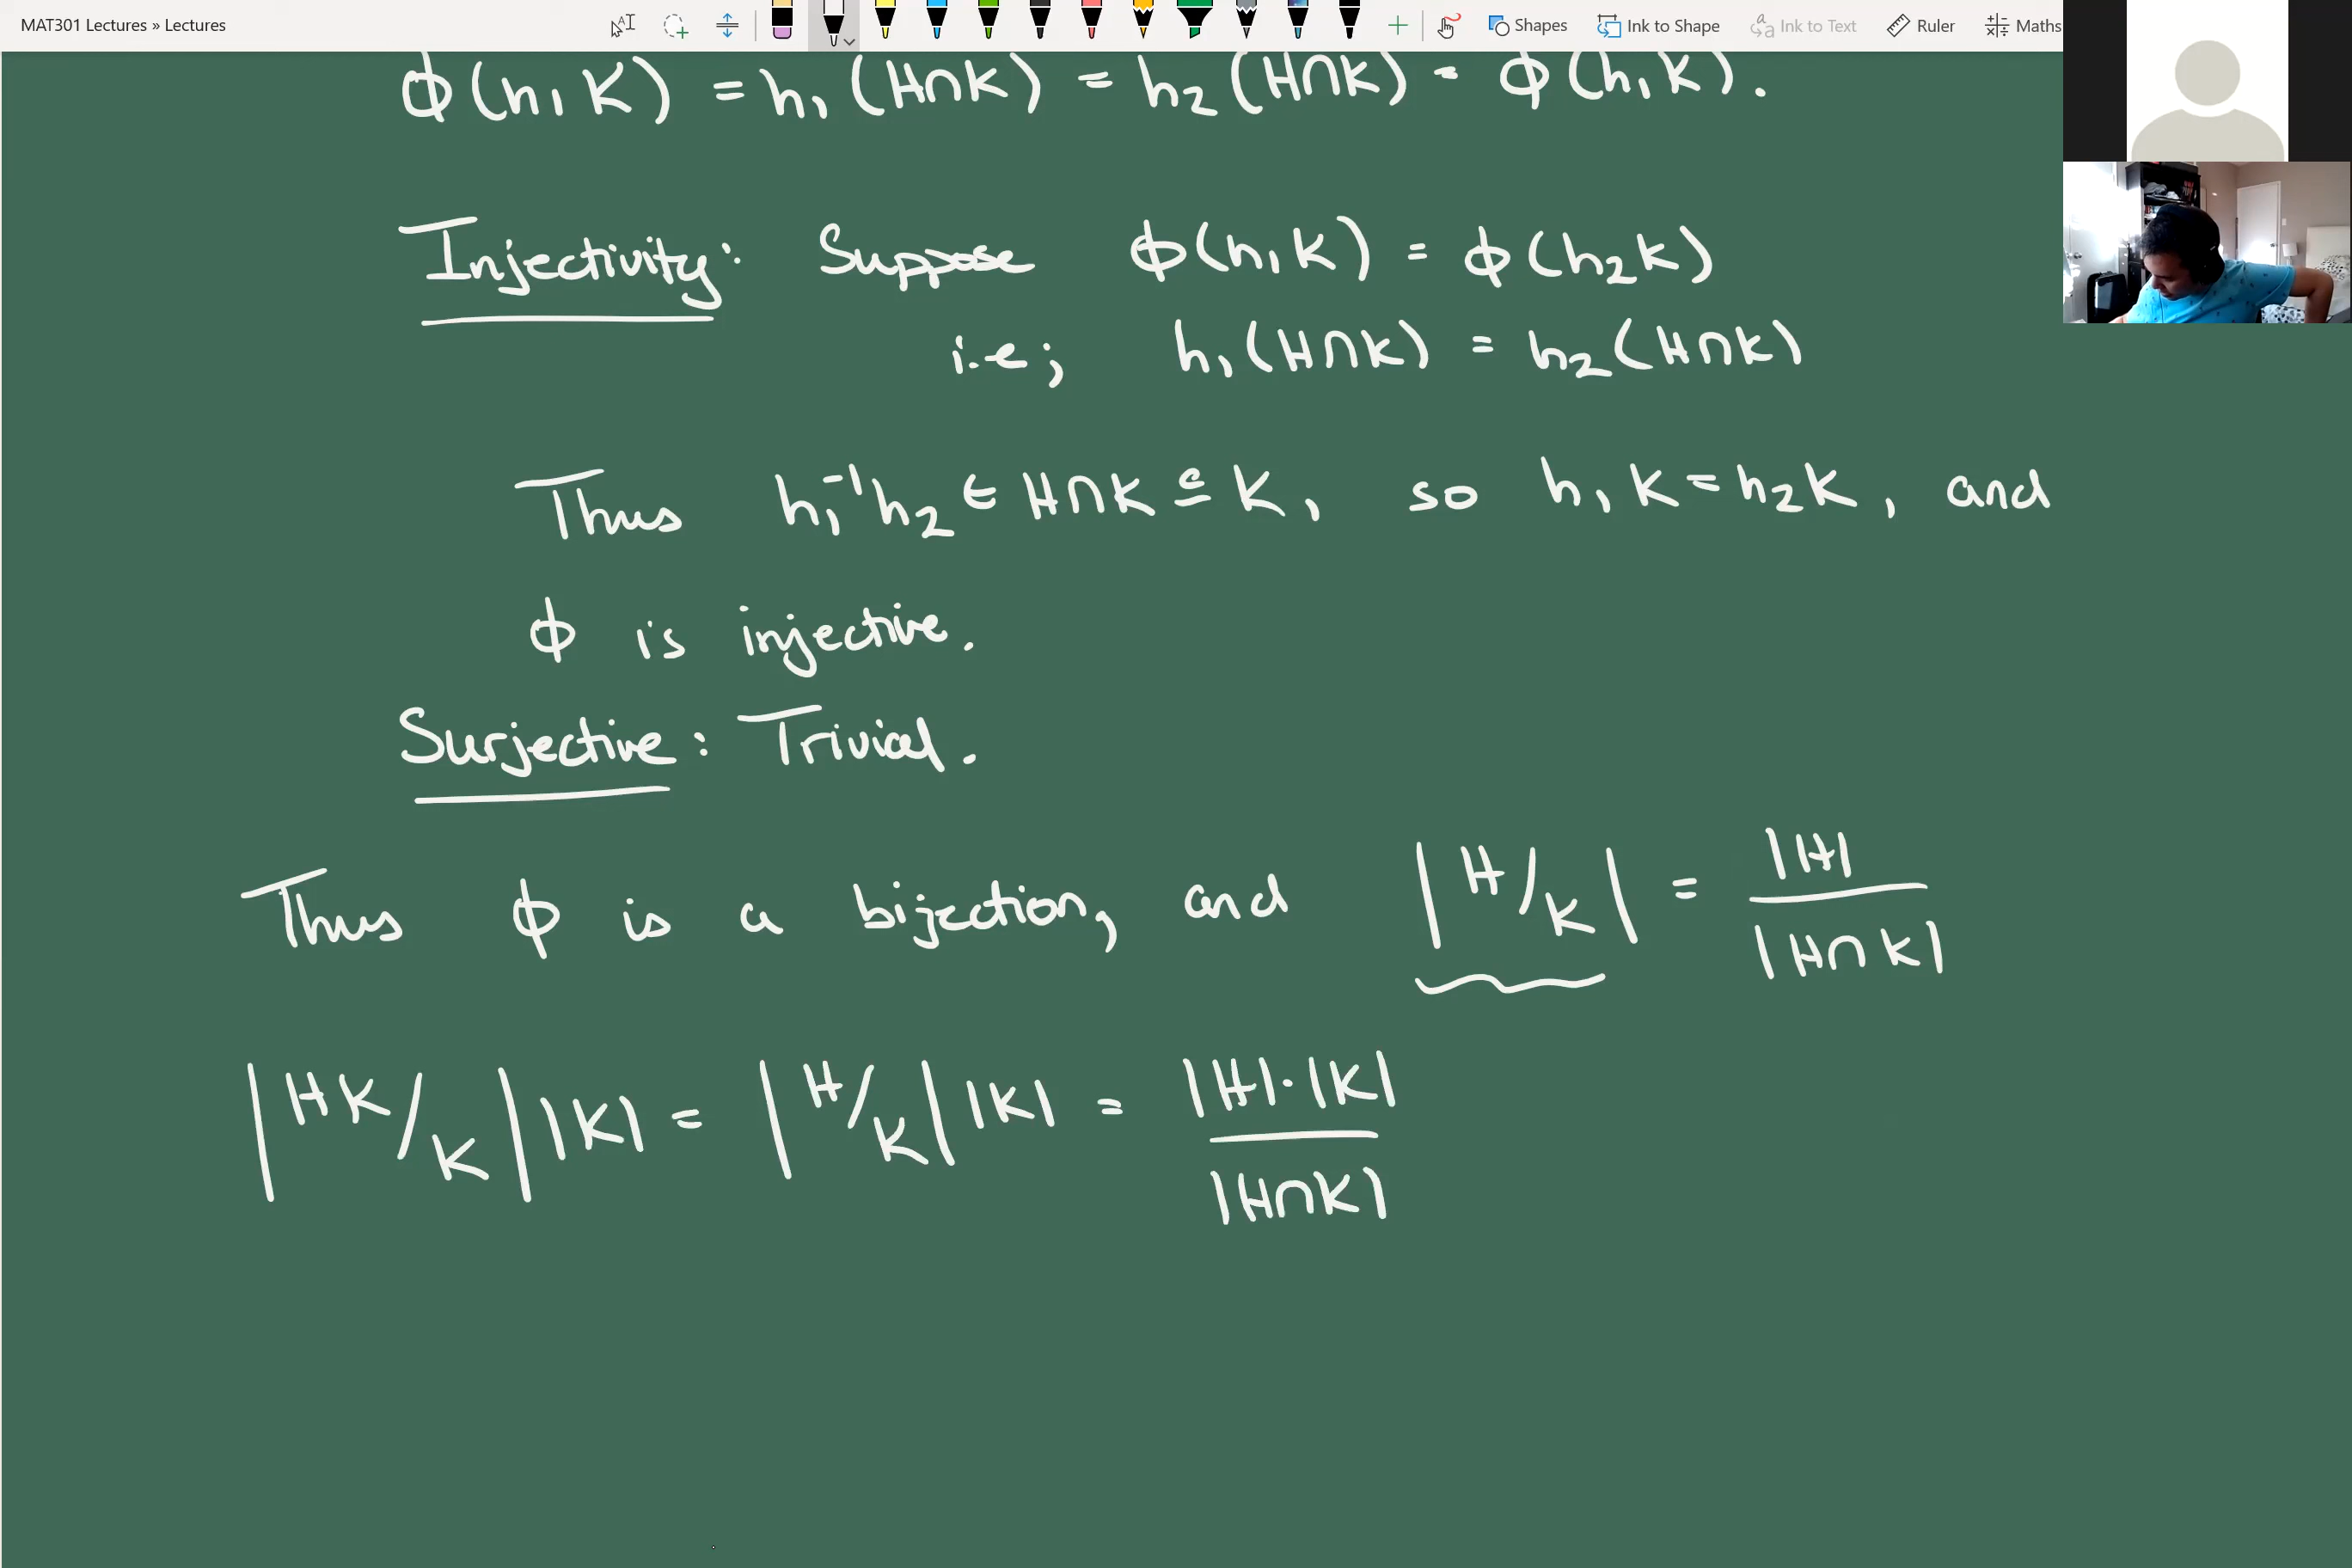 MAT301 Lectures » Lectures
Shapes Ink to Shape Ink to Text Ruler Maths
ϕ(h₁K) = h₁(H∩K) = h₂(H∩K) = ϕ(h₁K).
Injectivity: Suppose ϕ(h₁K) = ϕ(h₂K)
i.e; h₁(H∩K) = h₂(H∩K)
Thus h₁⁻¹h₂ ∈ H∩K ⊆ K, so h₁K = h₂K, and
ϕ is injective.
Surjective: Trivial.
Thus ϕ is a bijection, and |H/K| = |H| / |H∩K|
|HK/K| |K| = |H/K| |K| = |H|·|K| / |H∩K|